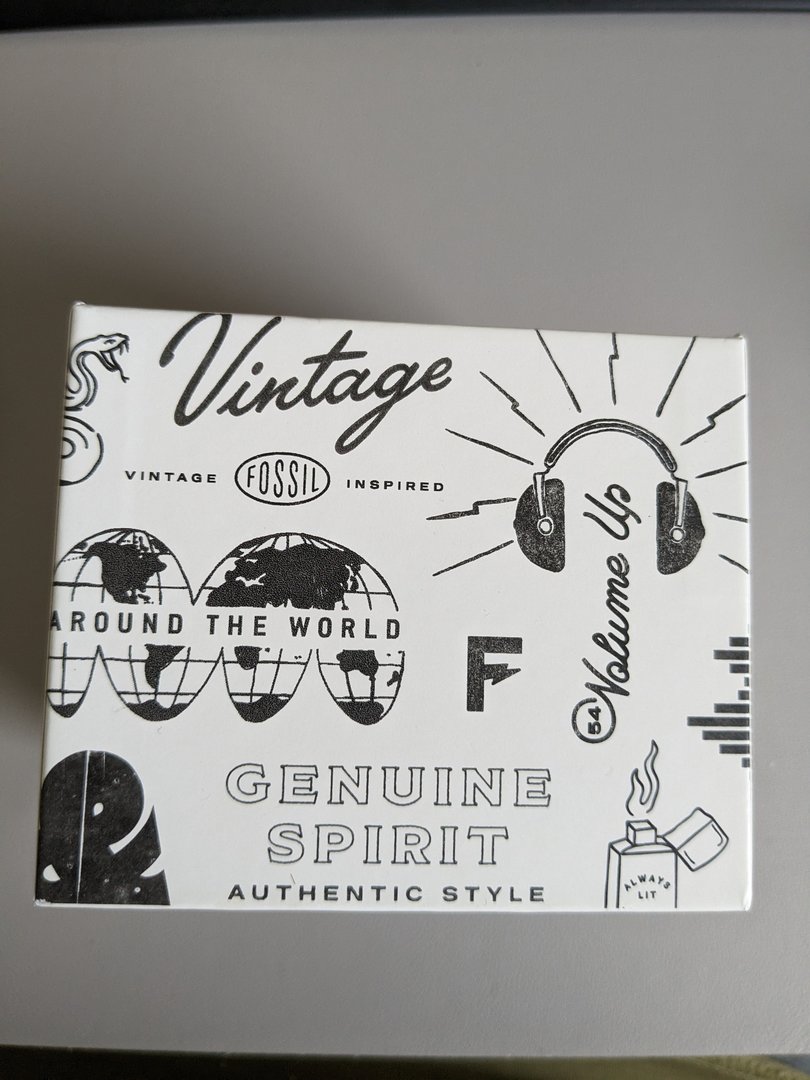 Vintage
VINTAGE FOSSIL INSPIRED
AROUND THE WORLD
F
54 Volume Up
GENUINE
SPIRIT
AUTHENTIC STYLE
ALWAYS
LIT